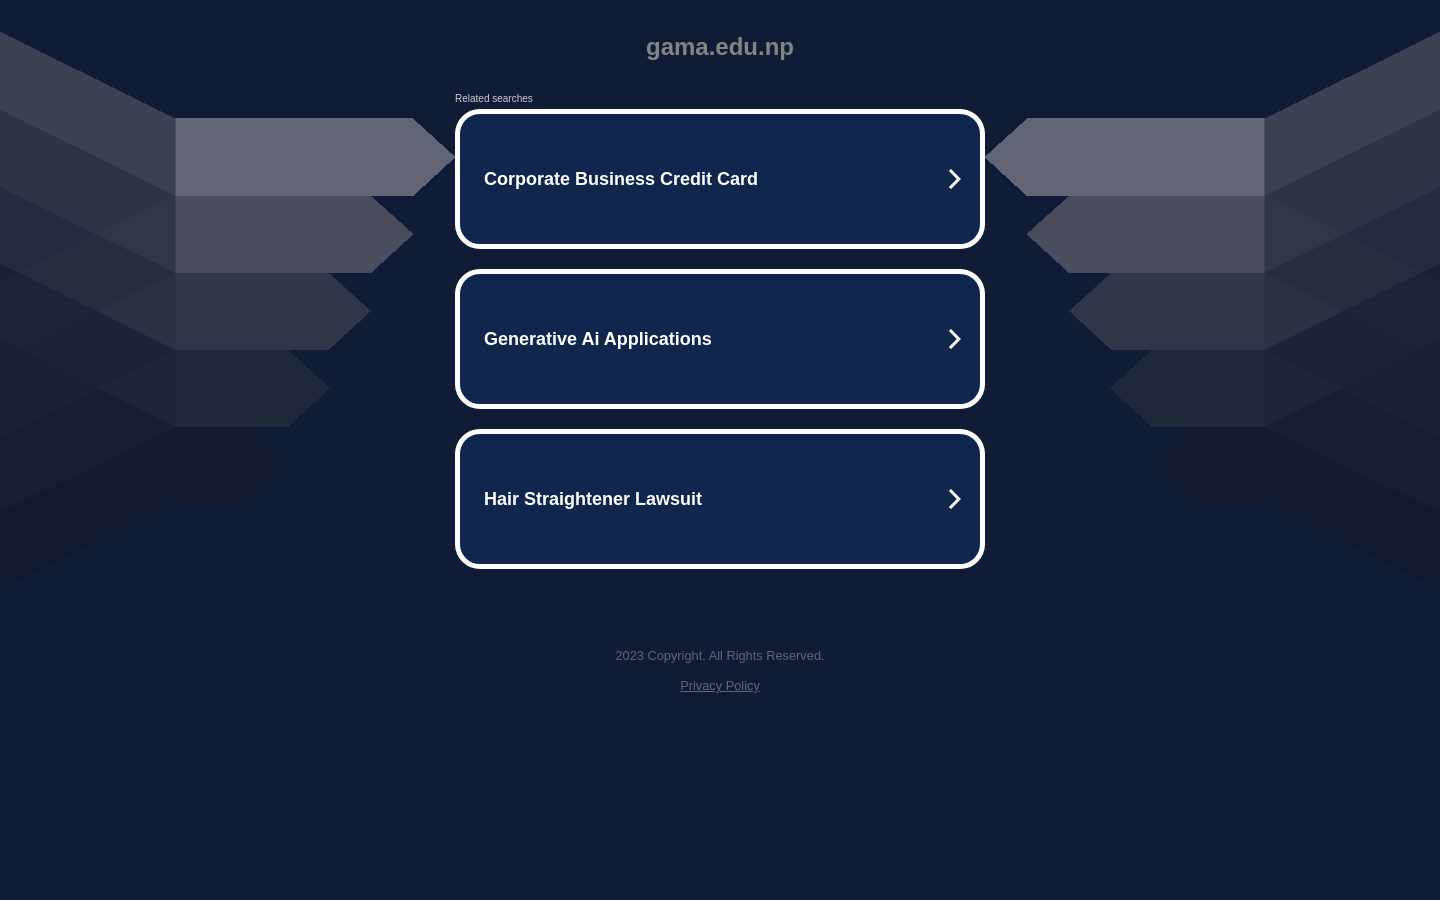 gama.edu.np
Related searches
Corporate Business Credit Card
Generative Ai Applications
Hair Straightener Lawsuit
2023 Copyright. All Rights Reserved.
Privacy Policy